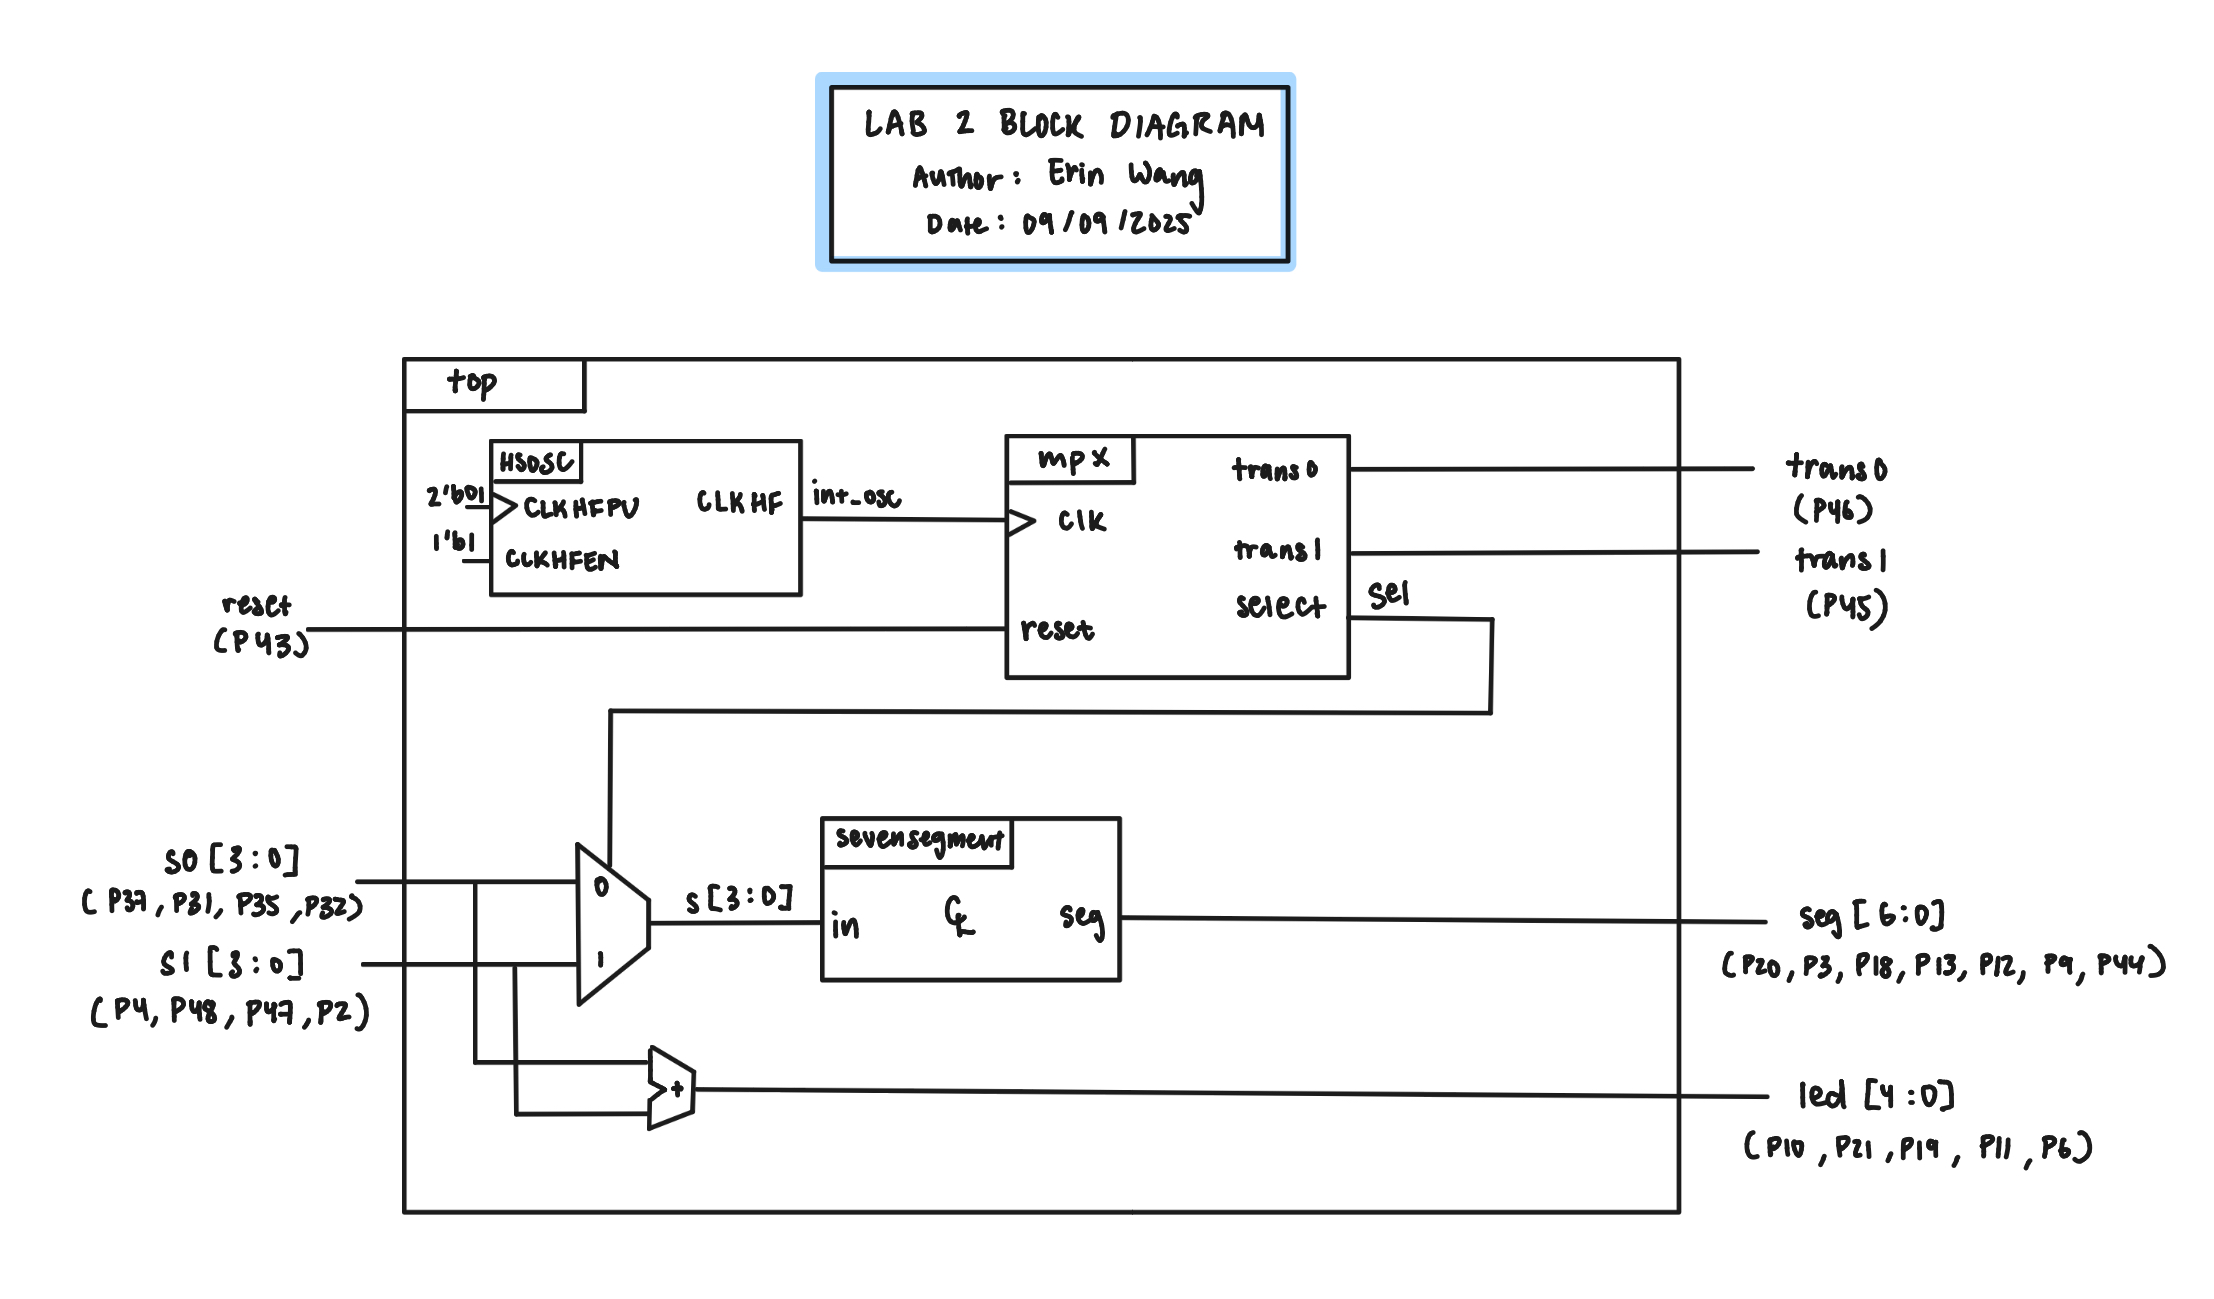 LAB 2 BLOCK DIAGRAM
Author: Erin Wang
Date: 09/09/2025
top
HSOSC
2'b01
CLKHFPU
CLKHF
int_osc
1'b1
CLKHFEN
mpx
trans0
clk
trans1
select
sel
reset
trans0
(P46)
trans1
(P45)
reset
(P43)
s0[3:0]
(P37, P31, P35, P32)
s1[3:0]
(P4, P48, P47, P2)
0
1
s[3:0]
sevensegment
in
seg
seg[6:0]
(P20, P3, P18, P13, P12, P9, P44)
+
led [4:0]
(P10, P21, P19, P11, P6)